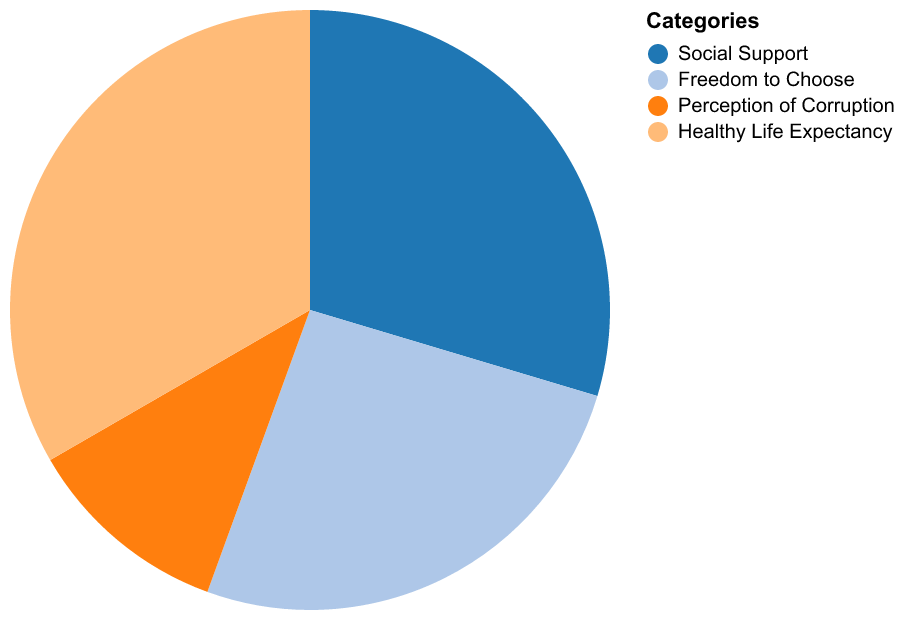 Categories
Social Support
Freedom to Choose
Perception of Corruption
Healthy Life Expectancy